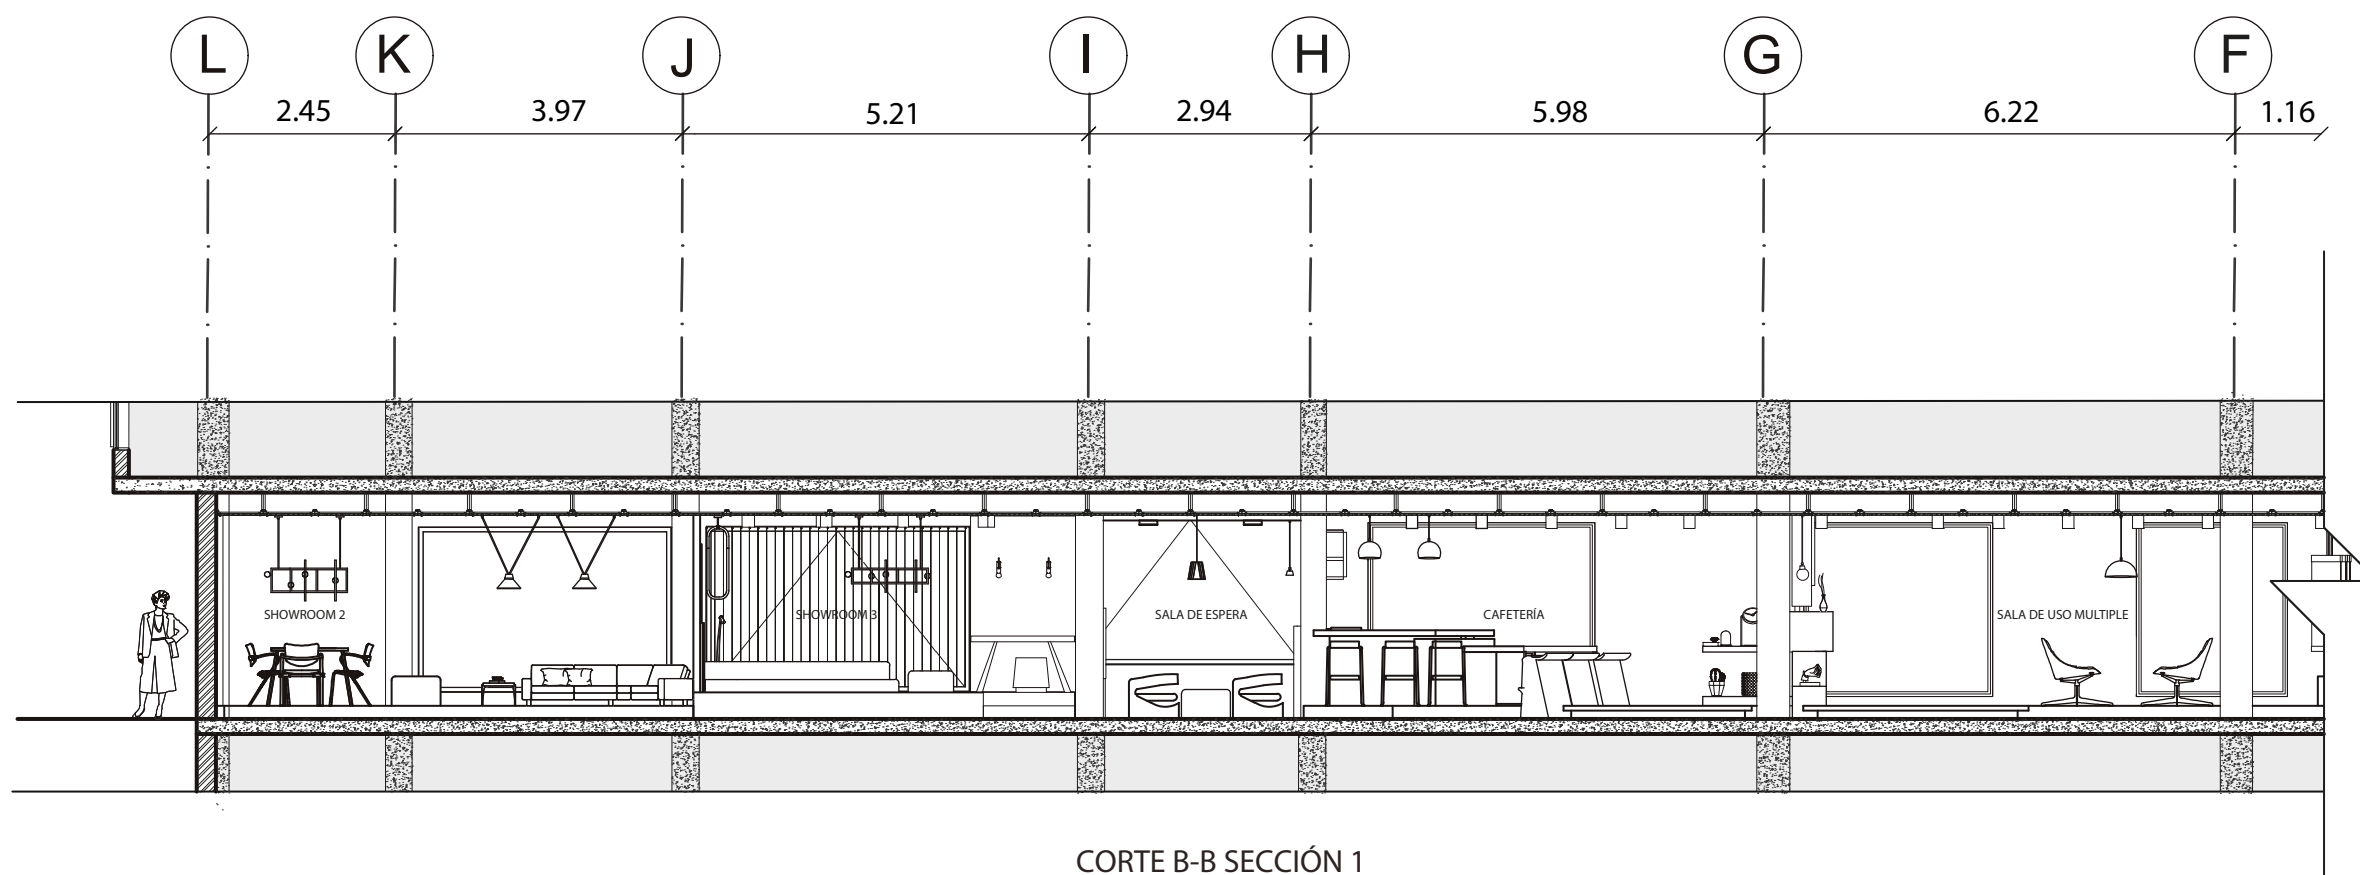 L K J I H G F
2.45 3.97 5.21 2.94 5.98 6.22 1.16
SHOWROOM 2 SHOWROOM 3 SALA DE ESPERA CAFETERÍA SALA DE USO MULTIPLE
CORTE B-B SECCIÓN 1